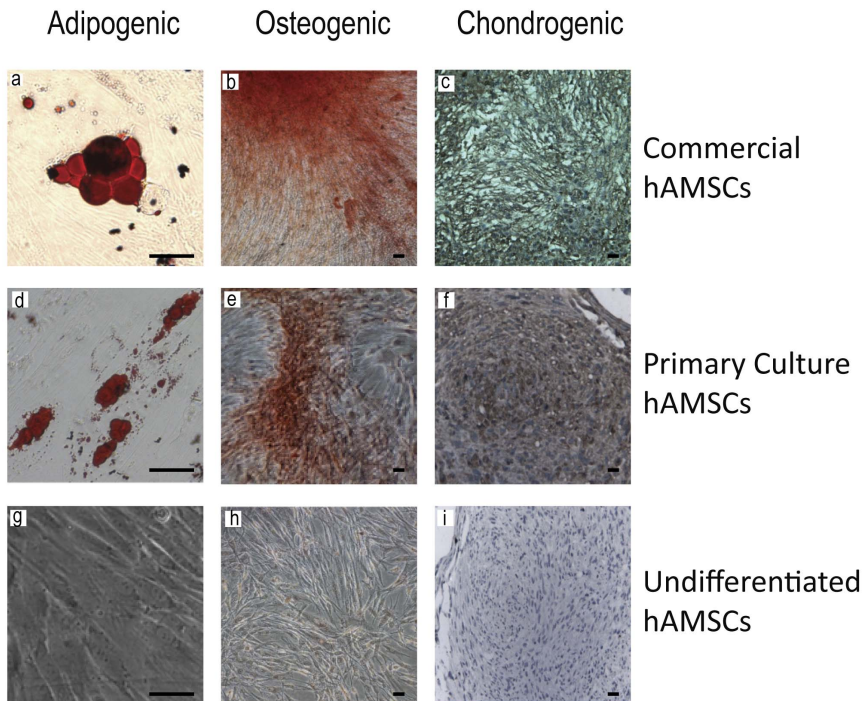 Adipogenic Osteogenic Chondrogenic
a b c
Commercial
hAMSCs
d e f
Primary Culture
hAMSCs
g h i
Undifferentiated
hAMSCs